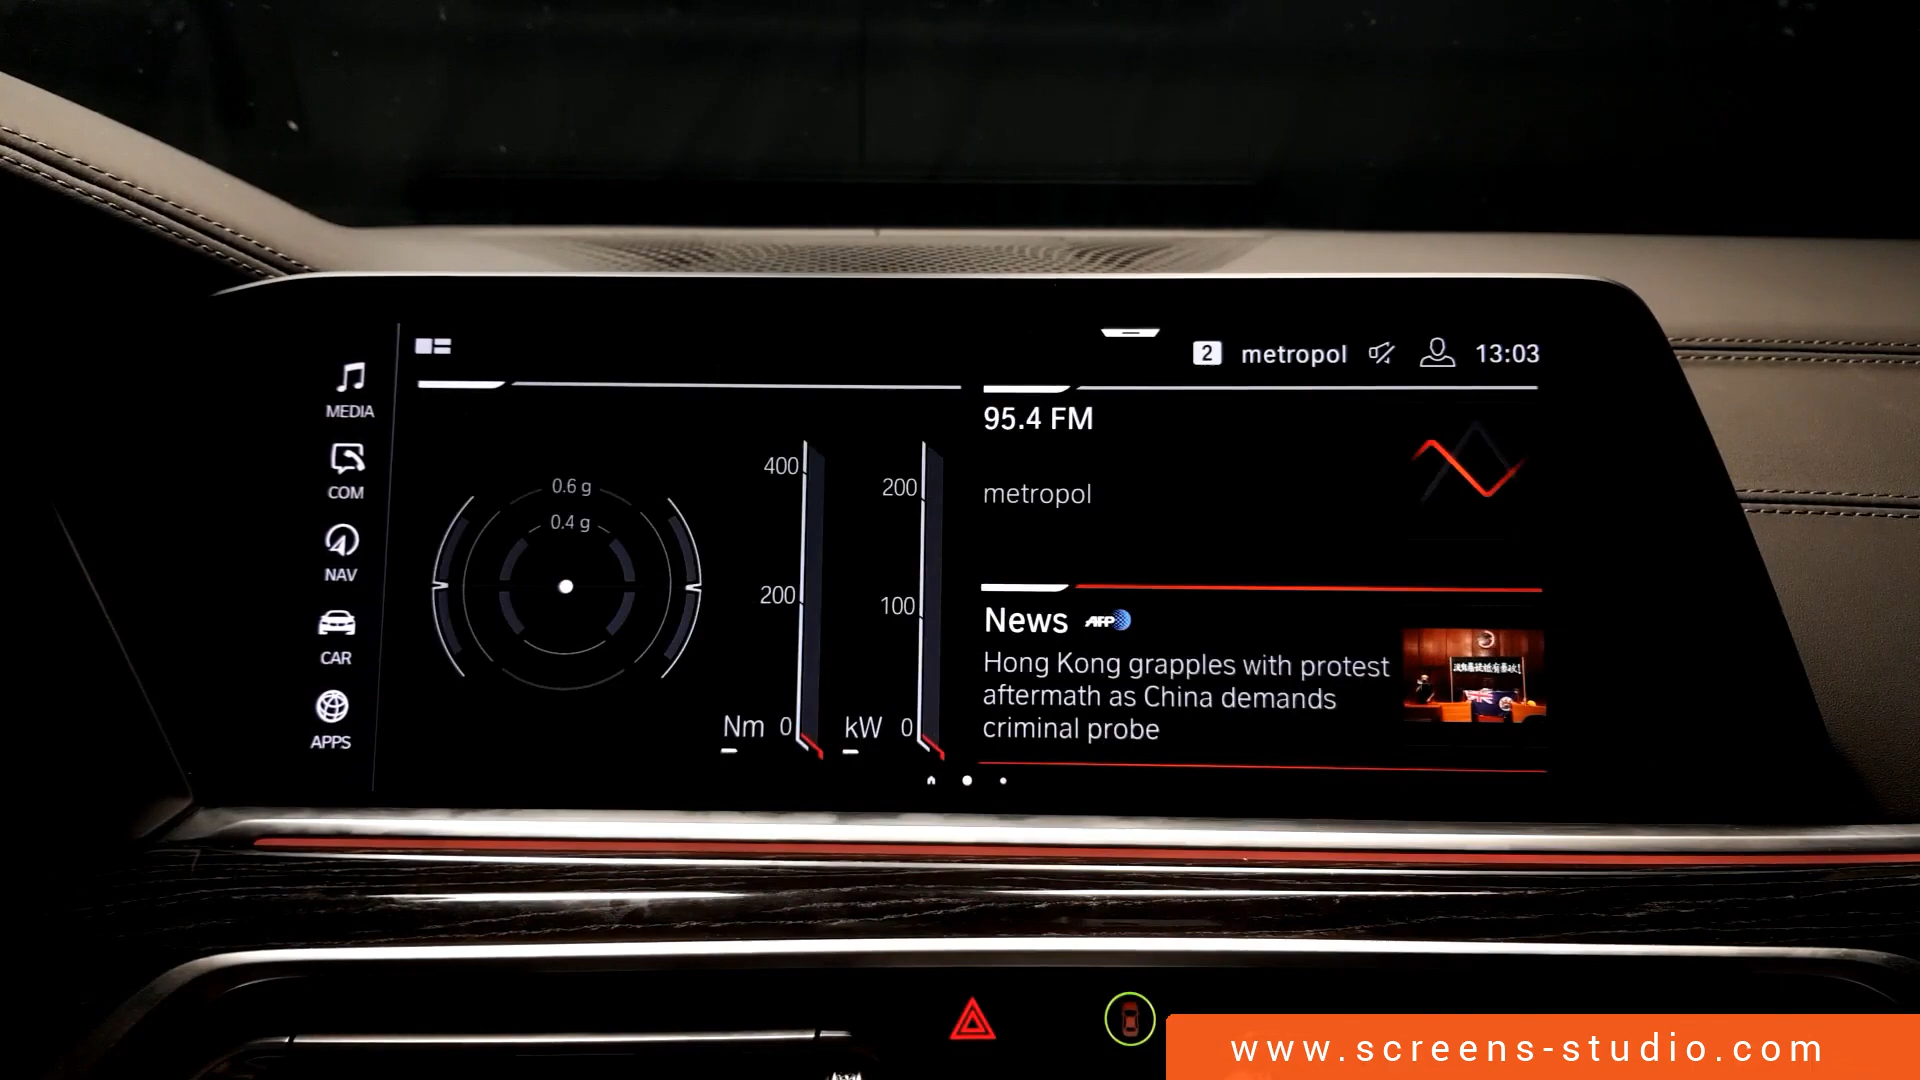 2 metropol 13:03
MEDIA
COM
NAV
CAR
APPS
0.6 g
0.4 g
400
200
Nm 0
200
100
kW 0
95.4 FM
metropol
News AFP
Hong Kong grapples with protest
aftermath as China demands
criminal probe
www.screens-studio.com